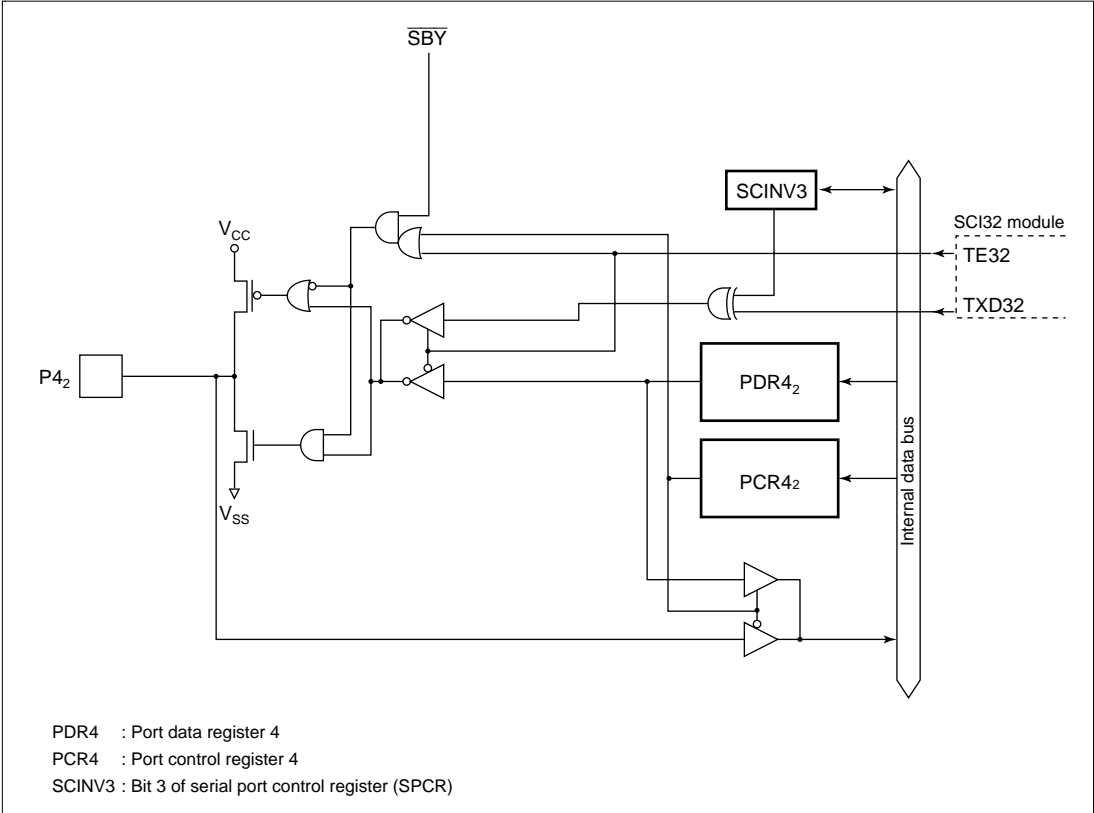 SBY
SCINV3
SCI32 module
VCC
TE32
TXD32
P42
PDR42
PCR42
VSS
Internal data bus
PDR4 : Port data register 4
PCR4 : Port control register 4
SCINV3 : Bit 3 of serial port control register (SPCR)